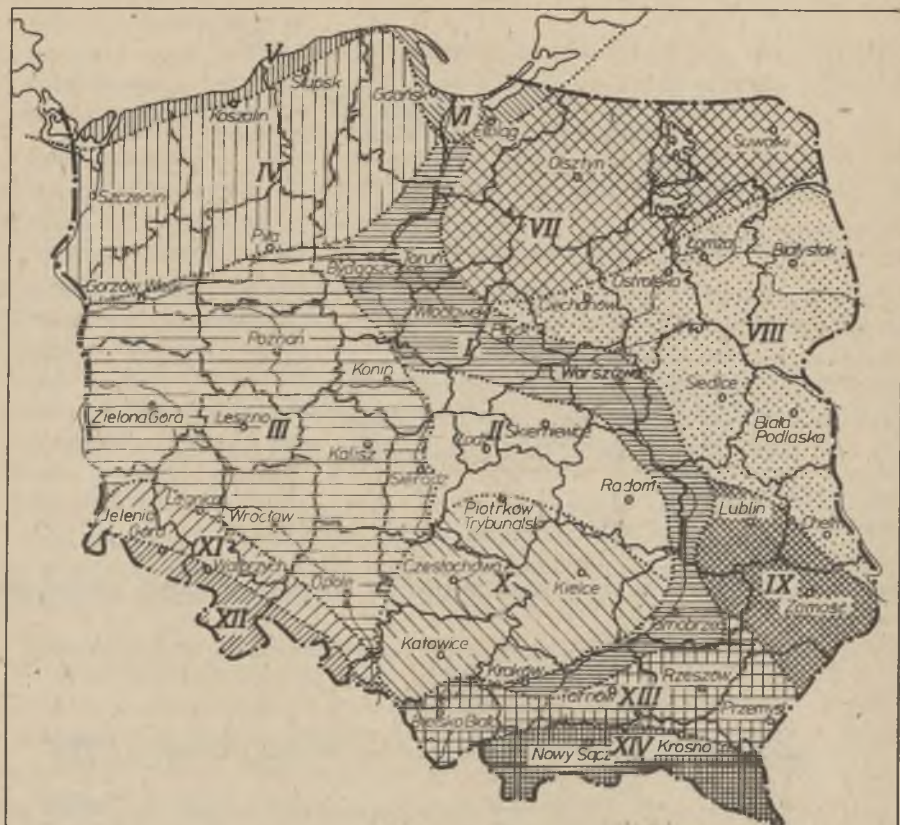 V
Słupsk
Koszalin
Gdańsk
VI
Elbląg
Suwałki
Olsztyn
IV
Szczecin
VII
Piła
Łomża
Białystok
Toruń
Bydgoszcz
Ostrołęka
Gorzów Wlkp.
Ciechanów
Włocławek
Płock
I
VIII
Poznań
Konin
Warszawa
Siedlce
Zielona Góra
Leszno
III
II
Skierniewice
Łódź
Biała
Podlaska
Kalisz
Sieradz
Radom
Legnica
Piotrków
Trybunalski
Lublin
Jelenia
Góra
Wrocław
Chełm
XI
Wałbrzych
Częstochowa
X
Kielce
IX
Zamość
Opole
XII
Tarnobrzeg
Katowice
Kraków
Rzeszów
Tarnów
XIII
Przemyśl
Bielsko Biała
Nowy Sącz
XIV
Krosno